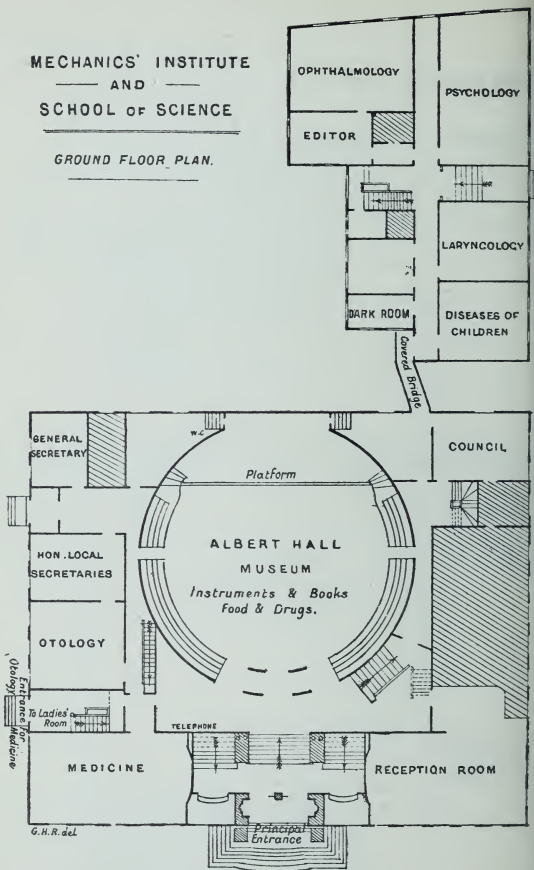 MECHANICS' INSTITUTE
AND
SCHOOL OF SCIENCE
GROUND FLOOR PLAN.
OPHTHALMOLOGY
PSYCHOLOGY
EDITOR
LARYNCOLOGY
DARK ROOM
DISEASES OF
CHILDREN
Covered Bridge
GENERAL
SECRETARY
W.C
COUNCIL
Platform
ALBERT HALL
MUSEUM
Instruments & Books
Food & Drugs.
HON. LOCAL
SECRETARIES
OTOLOGY
Entrance for
Otology
Medicine
To Ladies'
Room
TELEPHONE
MEDICINE
RECEPTION ROOM
Principal
Entrance
G.H.R. del